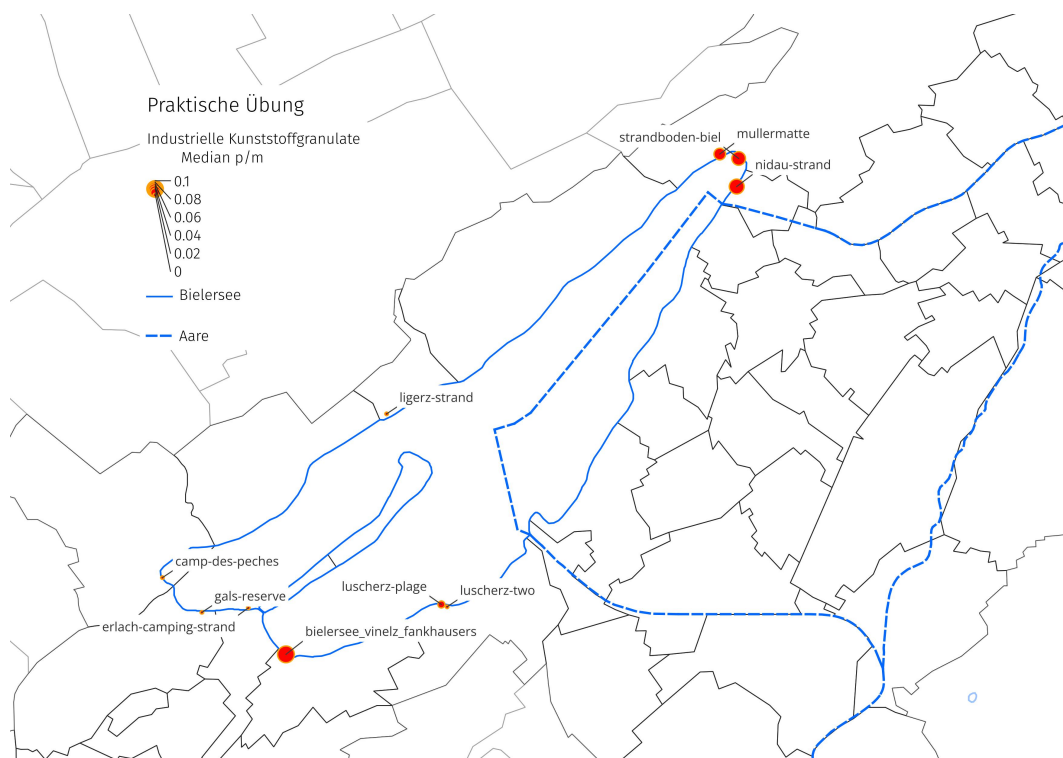 Praktische Übung
Industrielle Kunststoffgranulate
Median p/m
0.1
0.08
0.06
0.04
0.02
0
Bielersee
Aare
strandboden-biel
mullermatte
nidau-strand
ligerz-strand
camp-des-peches
gals-reserve
erlach-camping-strand
luscherz-plage
luscherz-two
bielersee_vinelz_fankhausers